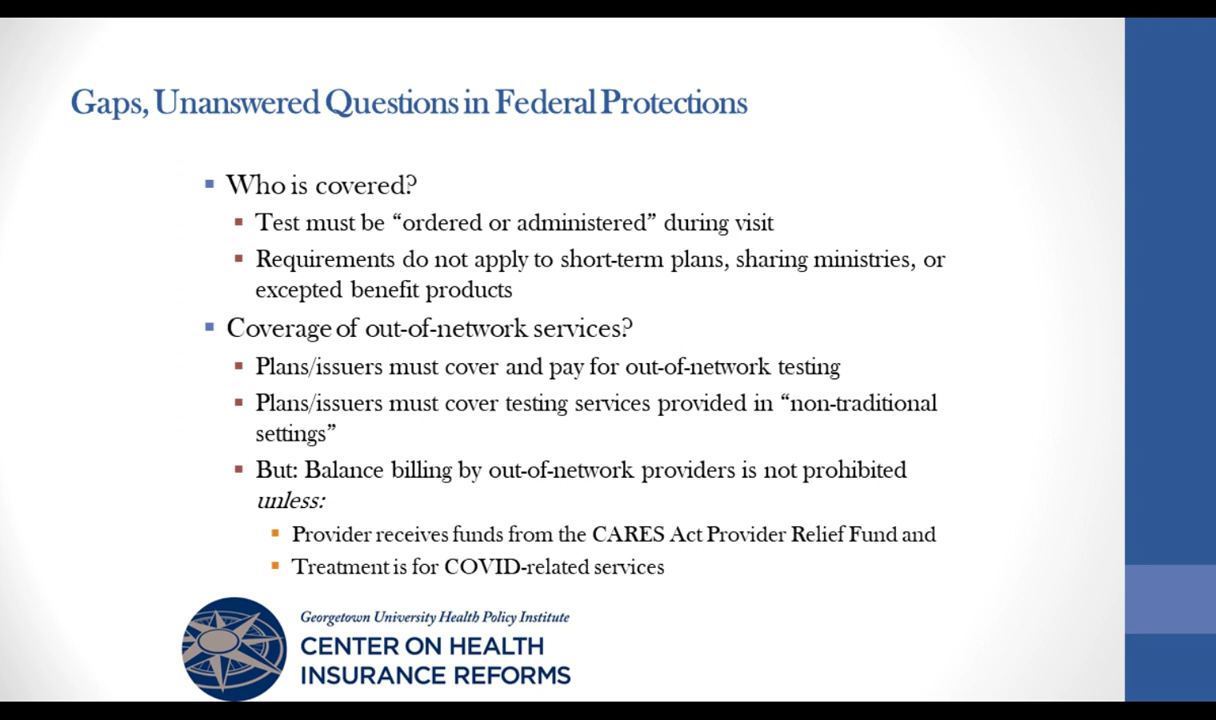 Gaps, Unanswered Questions in Federal Protections
Who is covered?
Test must be “ordered or administered” during visit
Requirements do not apply to short-term plans, sharing ministries, or
excepted benefit products
Coverage of out-of-network services?
Plans/issuers must cover and pay for out-of-network testing
Plans/issuers must cover testing services provided in “non-traditional
settings”
But: Balance billing by out-of-network providers is not prohibited
unless:
Provider receives funds from the CARES Act Provider Relief Fund and
Treatment is for COVID-related services
Georgetown University Health Policy Institute
CENTER ON HEALTH
INSURANCE REFORMS